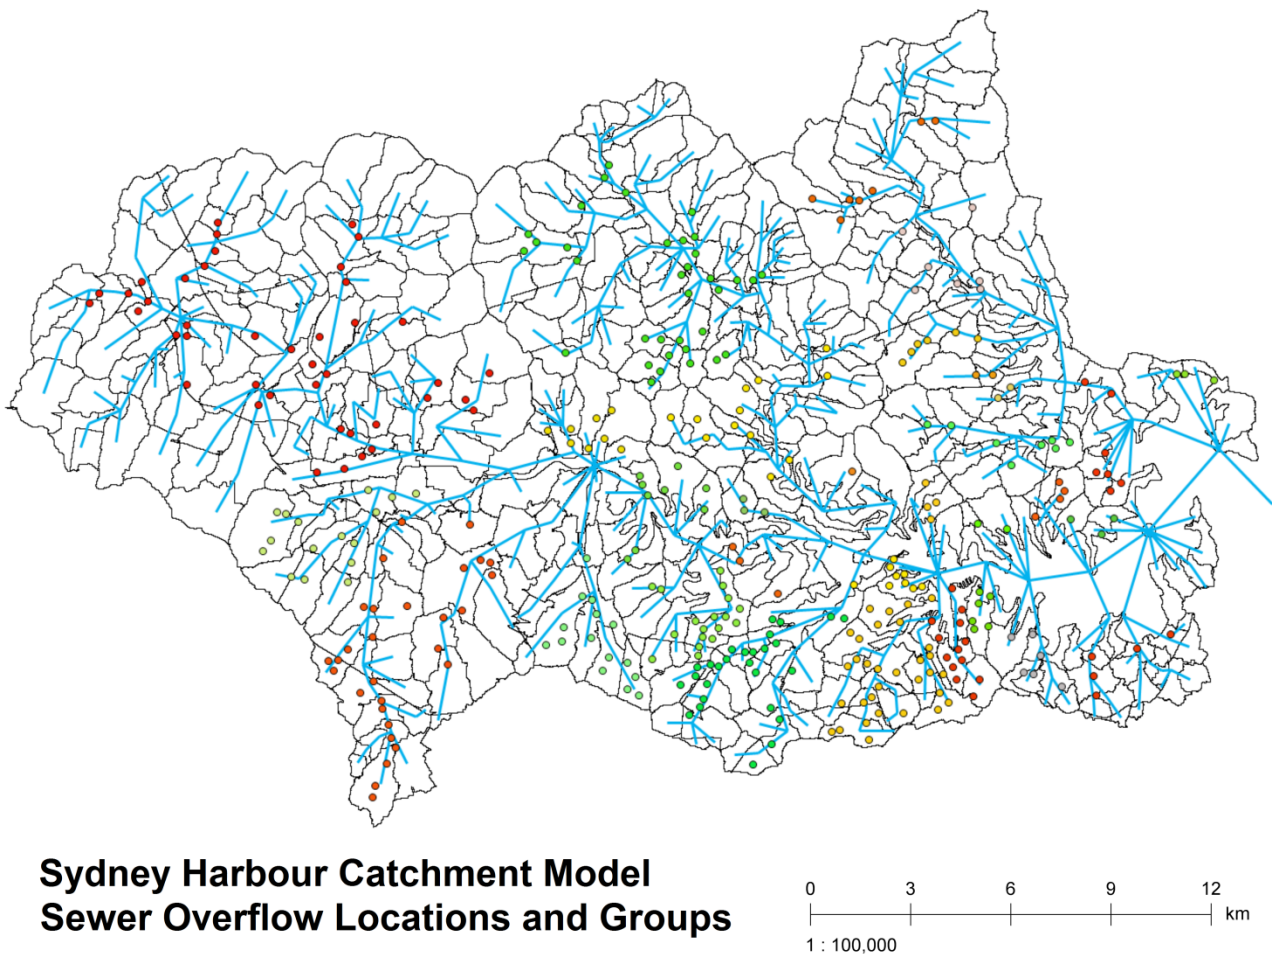 Sydney Harbour Catchment Model
Sewer Overflow Locations and Groups
0 3 6 9 12
km
1 : 100,000